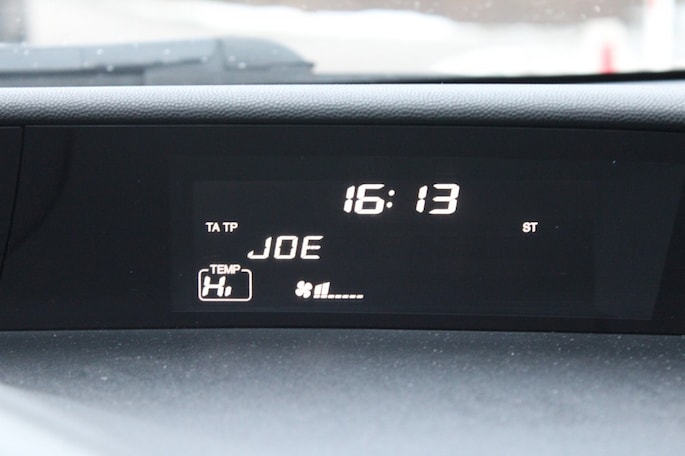 16:13
TA TP ST
JOE
TEMP
Hi